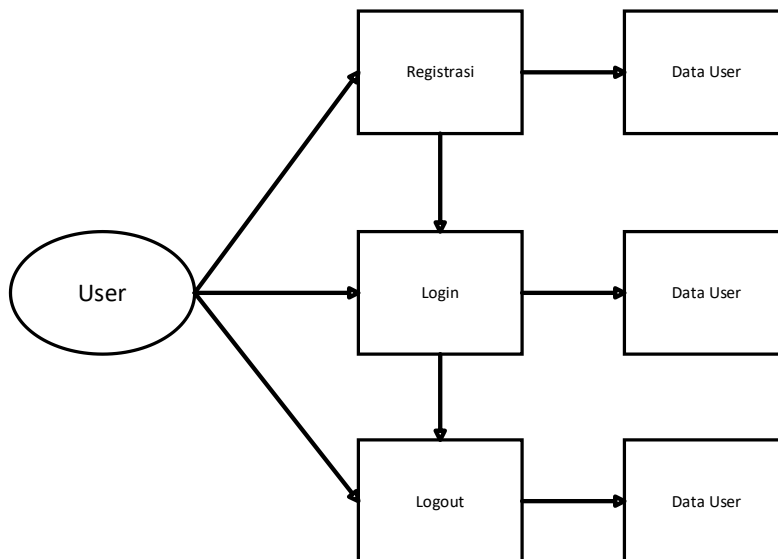 Registrasi
Data User
User
Login
Data User
Logout
Data User